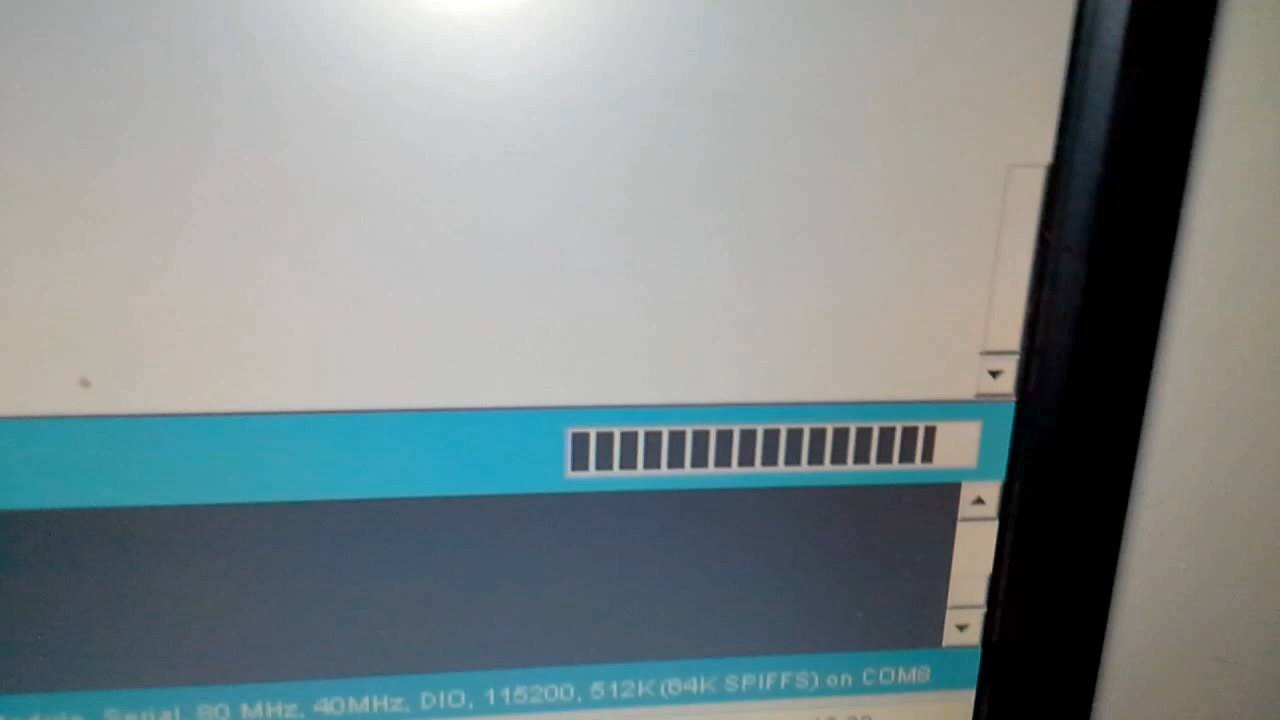 Serial, 80 MHz, 40MHz, DIO, 115200, 512K (64K SPIFFS) on COM8